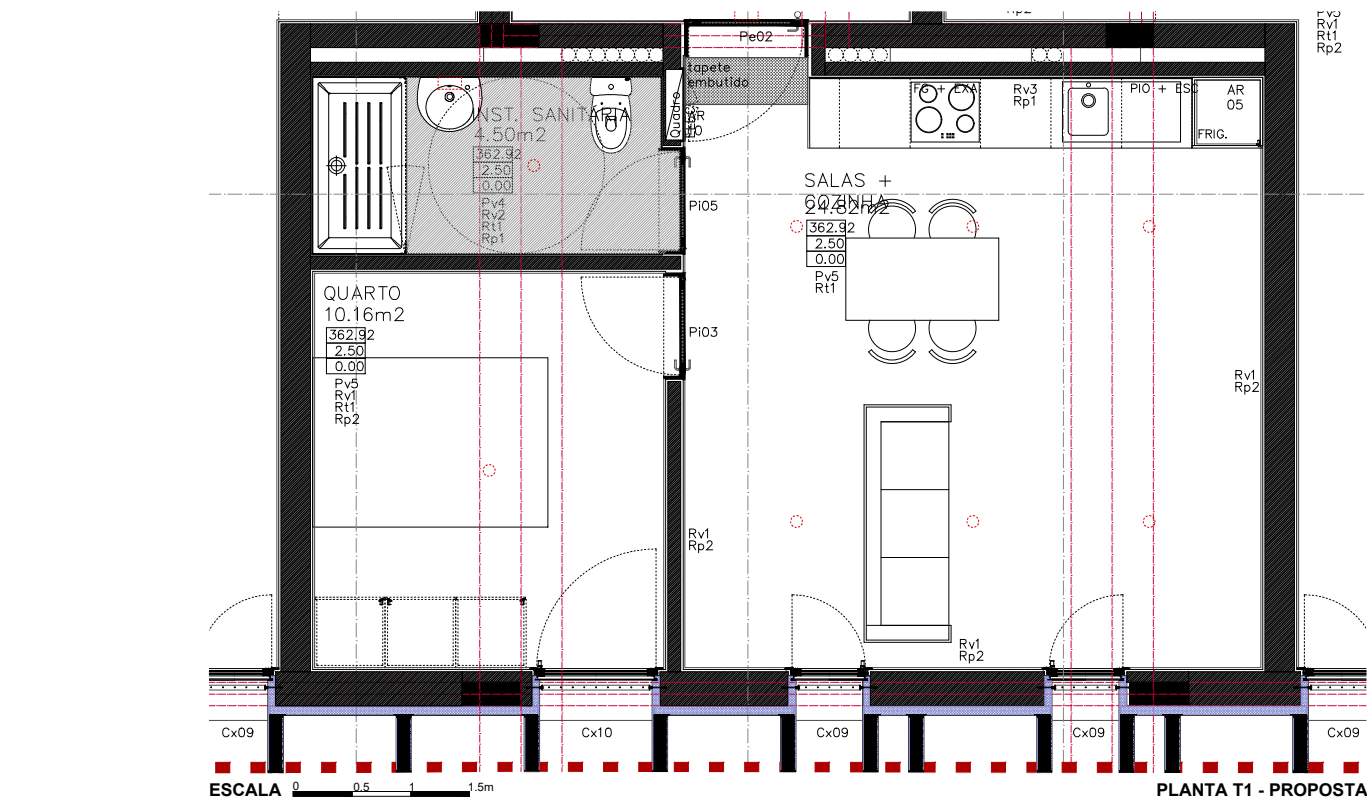 Rp2
Pv5
Rv1
Rt1
Rp2
Pe02
tapete
embutido
Quadro
AR
10
FG + EXA
Rv3
Rp1
PIO + ESC
AR
05
FRIG.
INST. SANITÁRIA
4.50m2
362.92
2.50
0.00
Pv4
Rv2
Rt1
Rp1
Pi05
SALAS +
COZINHA
24.82m2
362.92
2.50
0.00
Pv5
Rt1
QUARTO
10.16m2
362.92
2.50
0.00
Pv5
Rv1
Rt1
Rp2
Pi03
Rv1
Rp2
Rv1
Rp2
Rv1
Rp2
Cx09
Cx10
Cx09
Cx09
Cx09
ESCALA 0 0.5 1 1.5m
PLANTA T1 - PROPOSTA